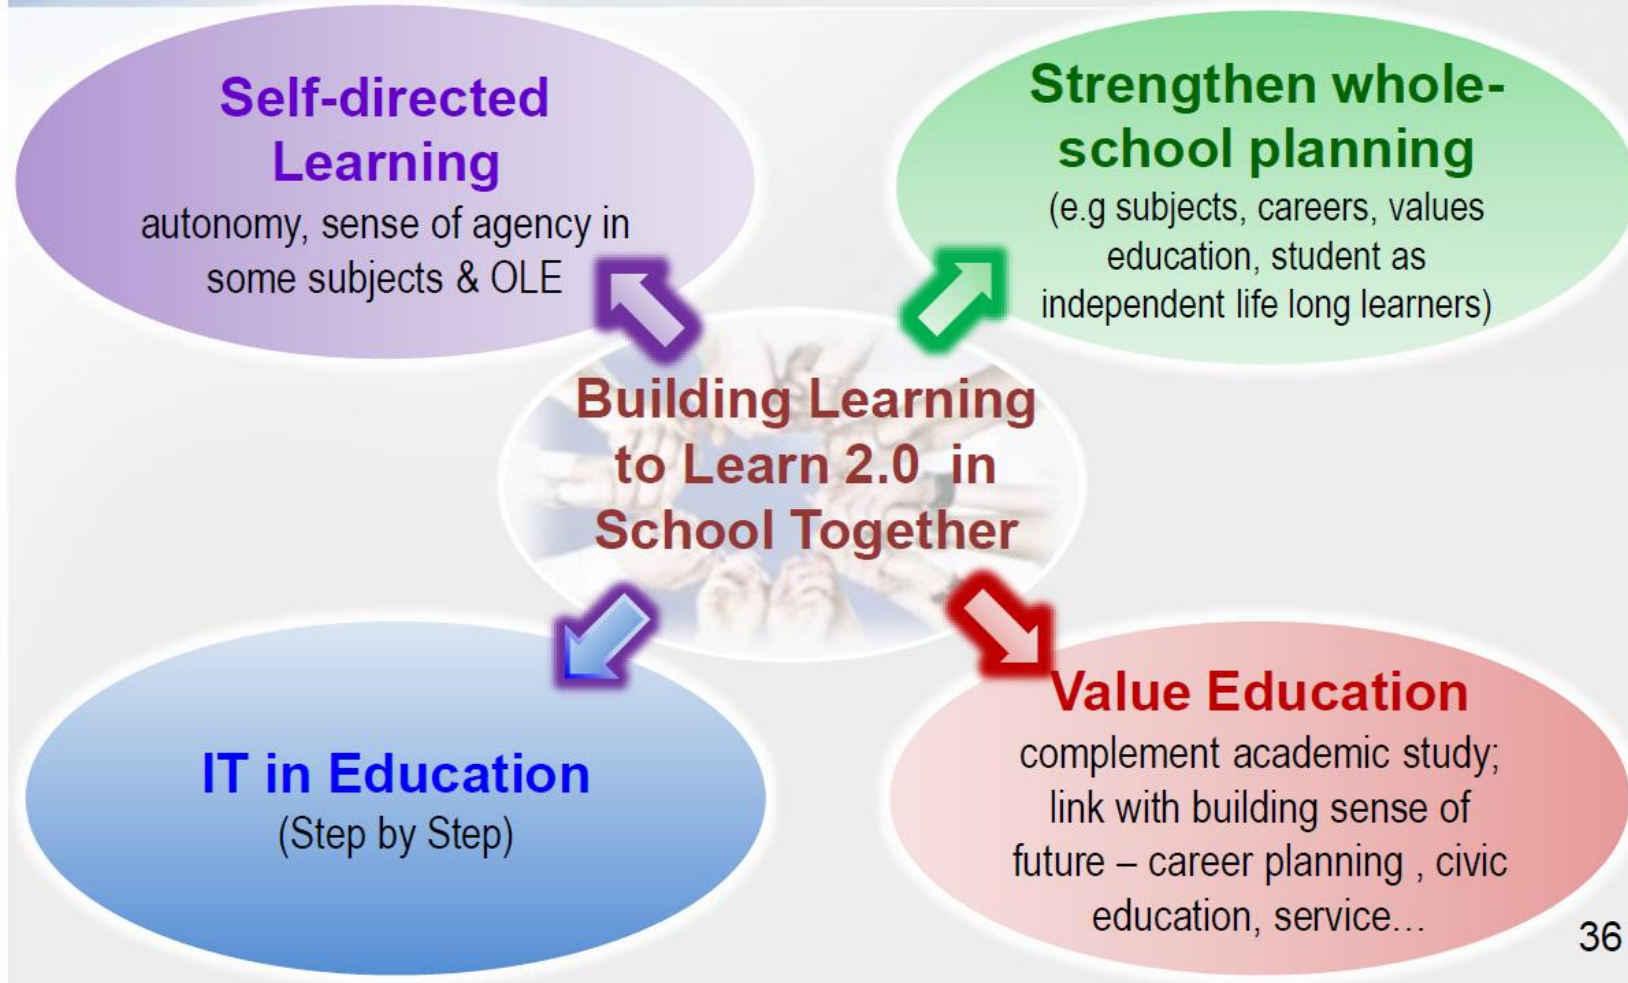 Self-directed
Learning
autonomy, sense of agency in
some subjects & OLE
Strengthen whole-
school planning
(e.g subjects, careers, values
education, student as
independent life long learners)
Building Learning
to Learn 2.0 in
School Together
IT in Education
(Step by Step)
Value Education
complement academic study;
link with building sense of
future – career planning , civic
education, service…
36